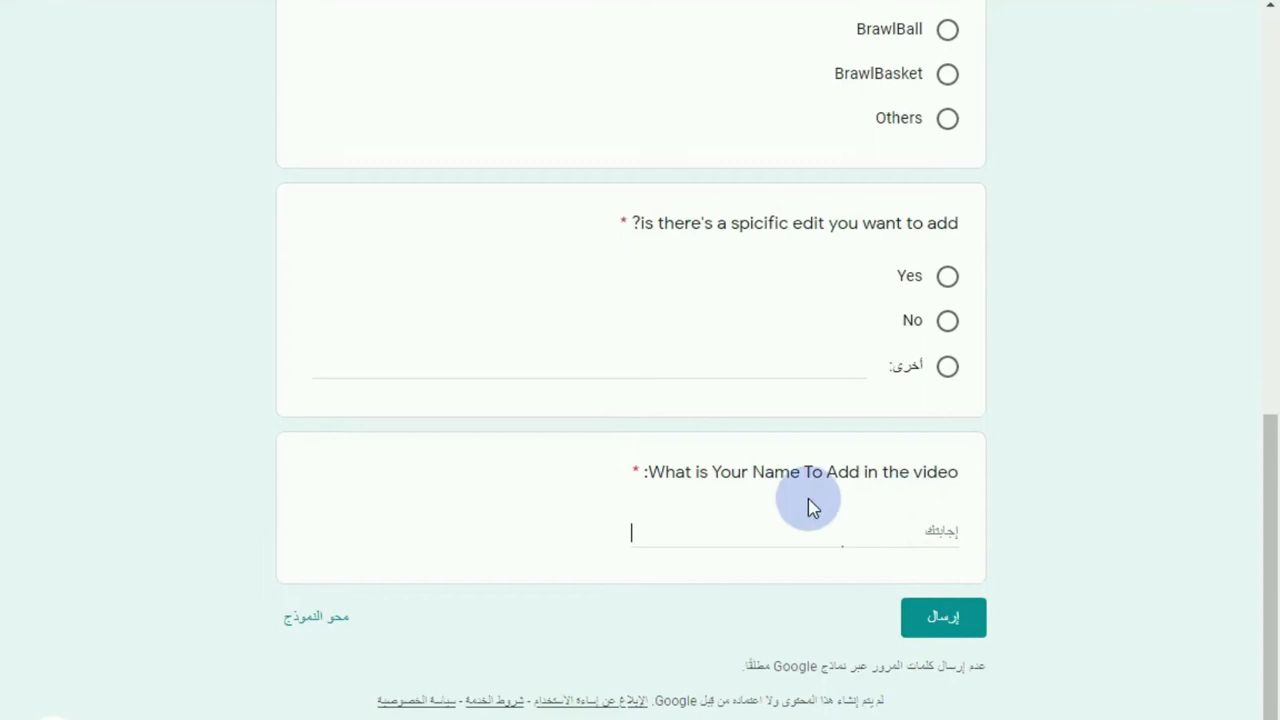 BrawlBall
BrawlBasket
Others
?is there's a spicific edit you want to add *
Yes
No
أخرى:
:What is Your Name To Add in the video *
إجابتك
إرسال
محو النموذج
عدم إرسال كلمات المرور عبر نماذج Google مطلقًا.
لم يتم إنشاء هذا المحتوى ولا اعتماده من قِبل Google. الإبلاغ عن إساءة الاستخدام - شروط الخدمة - سياسة الخصوصية